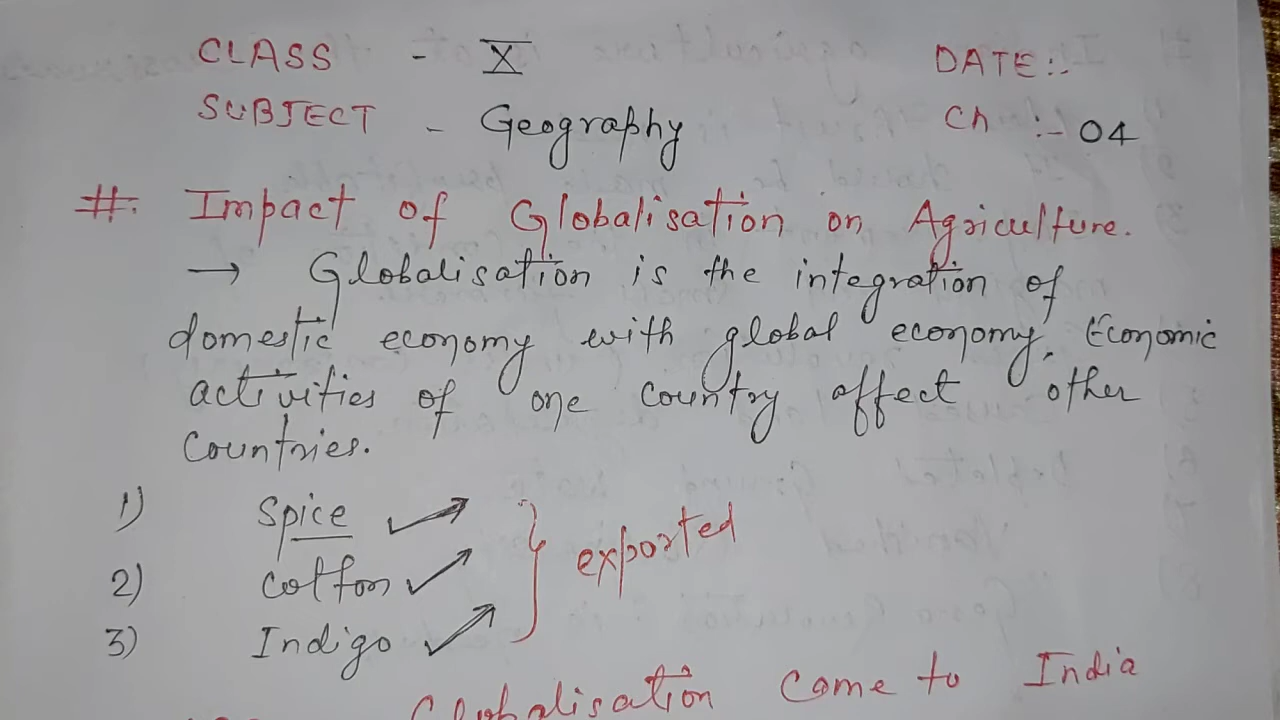 CLASS - X
DATE:-
SUBJECT - Geography
Ch :- 04
#. Impact of Globalisation on Agriculture.
→ Globalisation is the integration of
domestic economy with global economy. Economic
activities of one country affect other
Countries.
1) Spice
2) Cotton
3) Indigo
} exported
Globalisation Came to India